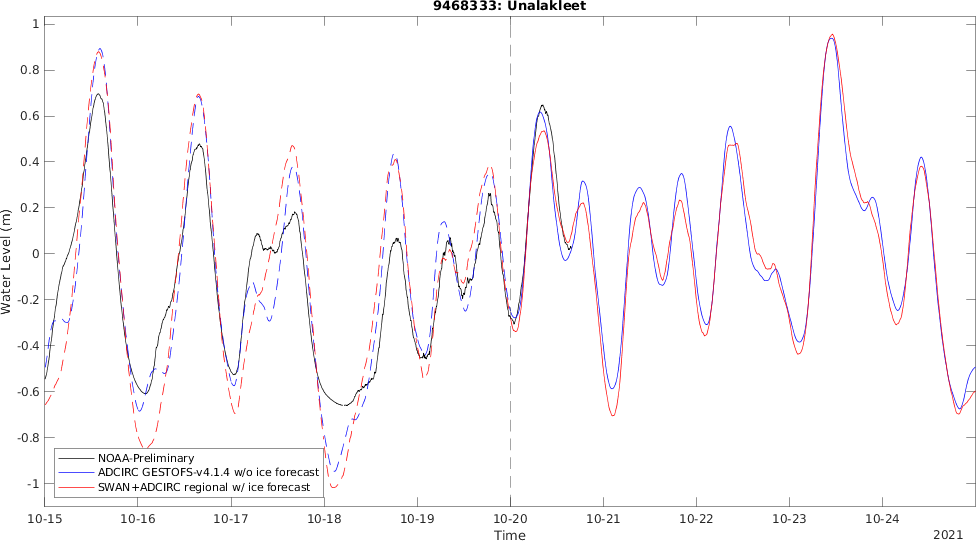 9468333: Unalakleet
1
0.8
0.6
0.4
0.2
0
-0.2
-0.4
-0.6
-0.8
-1
Water Level (m)
NOAA-Preliminary
ADCIRC GESTOFS-v4.1.4 w/o ice forecast
SWAN+ADCIRC regional w/ ice forecast
10-15 10-16 10-17 10-18 10-19 10-20 10-21 10-22 10-23 10-24
Time
2021